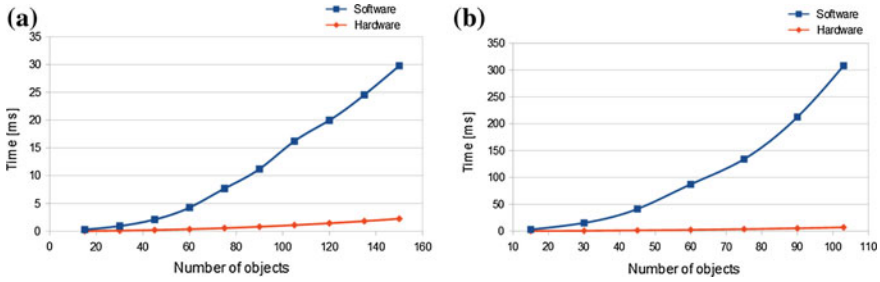 (a)
Software
Hardware
Time [ms]
35
30
25
20
15
10
5
0
0 20 40 60 80 100 120 140 160
Number of objects
(b)
Software
Hardware
Time [ms]
350
300
250
200
150
100
50
0
10 20 30 40 50 60 70 80 90 100 110
Number of objects